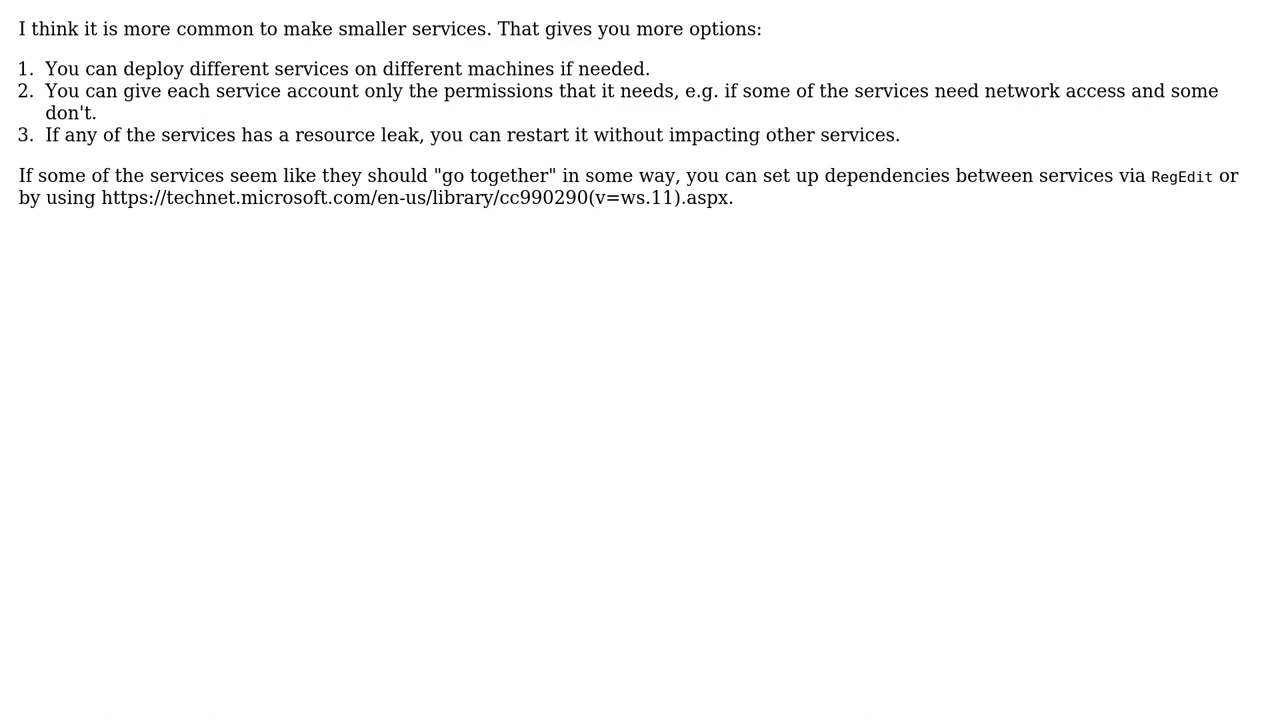 I think it is more common to make smaller services. That gives you more options:
1. You can deploy different services on different machines if needed.
2. You can give each service account only the permissions that it needs, e.g. if some of the services need network access and some
don't.
3. If any of the services has a resource leak, you can restart it without impacting other services.
If some of the services seem like they should "go together" in some way, you can set up dependencies between services via RegEdit or
by using https://technet.microsoft.com/en-us/library/cc990290(v=ws.11).aspx.